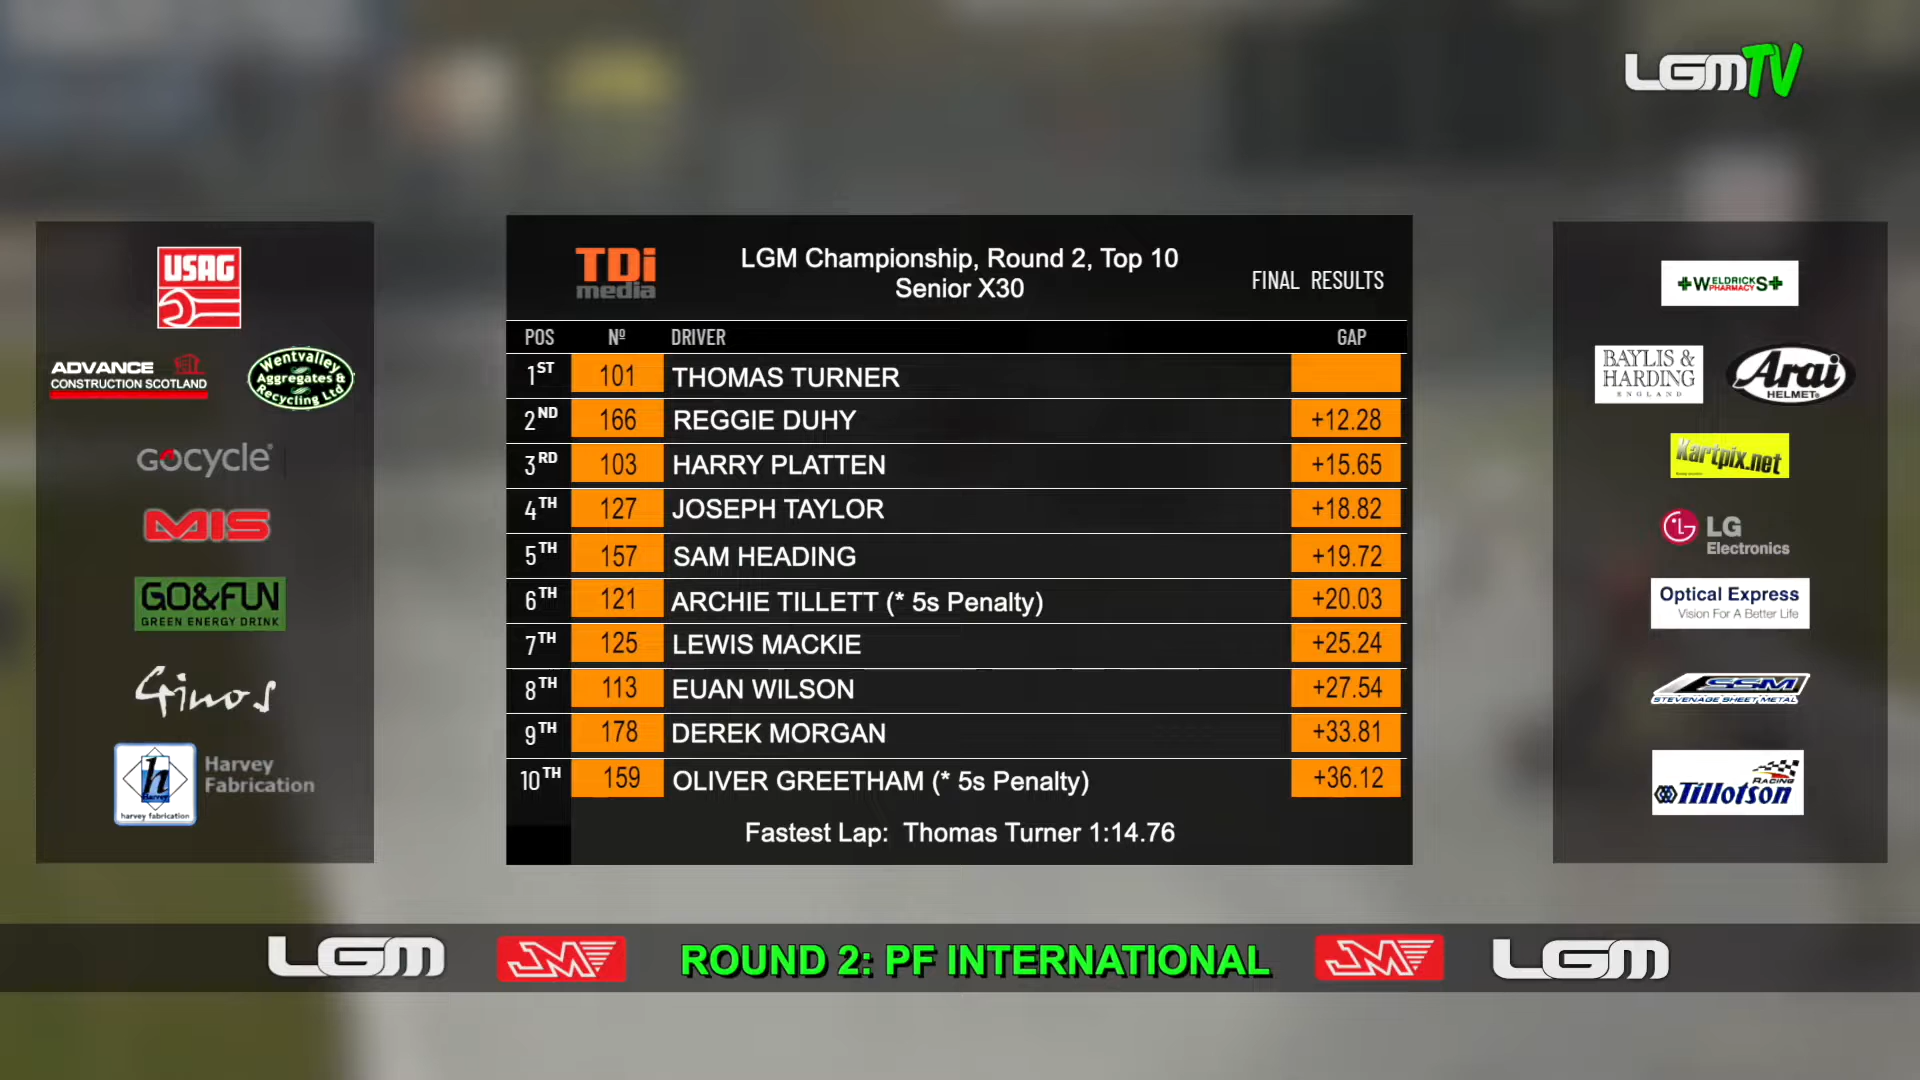 LGMTV
USAG
ADVANCE
CONSTRUCTION SCOTLAND
Wentvalley
Aggregates &
Recycling Ltd
GOCYCLE
MIS
GO&FUN
GREEN ENERGY DRINK
Ginos
h
Harvey
harvey fabrication
Harvey
Fabrication
TDi
media
LGM Championship, Round 2, Top 10
Senior X30
FINAL RESULTS
POS Nº DRIVER GAP
1ST 101 THOMAS TURNER
2ND 166 REGGIE DUHY +12.28
3RD 103 HARRY PLATTEN +15.65
4TH 127 JOSEPH TAYLOR +18.82
5TH 157 SAM HEADING +19.72
6TH 121 ARCHIE TILLETT (* 5s Penalty) +20.03
7TH 125 LEWIS MACKIE +25.24
8TH 113 EUAN WILSON +27.54
9TH 178 DEREK MORGAN +33.81
10TH 159 OLIVER GREETHAM (* 5s Penalty) +36.12
Fastest Lap: Thomas Turner 1:14.76
WELDRICKS
PHARMACY
BAYLIS &
HARDING
ENGLAND
Arai
HELMET
Kartpix.net
LG
Electronics
Optical Express
Vision For A Better Life
SSM
STEVENAGE SHEET METAL
RACING
Tillotson
LGM JM ROUND 2: PF INTERNATIONAL JM LGM